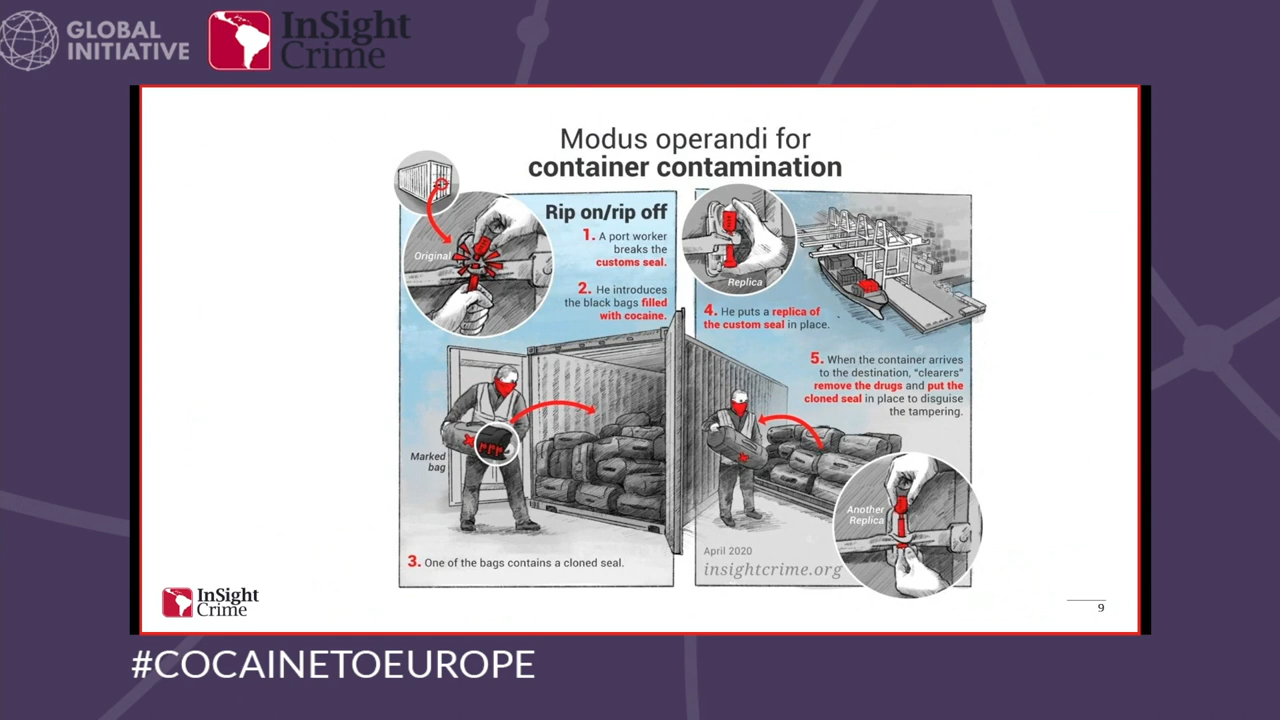 GLOBAL
INITIATIVE
InSight
Crime
Modus operandi for
container contamination
Rip on/rip off
1. A port worker
breaks the
customs seal.
Original
2. He introduces
the black bags filled
with cocaine.
Marked
bag
3. One of the bags contains a cloned seal.
Replica
4. He puts a replica of
the custom seal in place.
5. When the container arrives
to the destination, “clearers”
remove the drugs and put the
cloned seal in place to disguise
the tampering.
Another
Replica
April 2020
insightcrime.org
InSight
Crime
9
#COCAINETOEUROPE